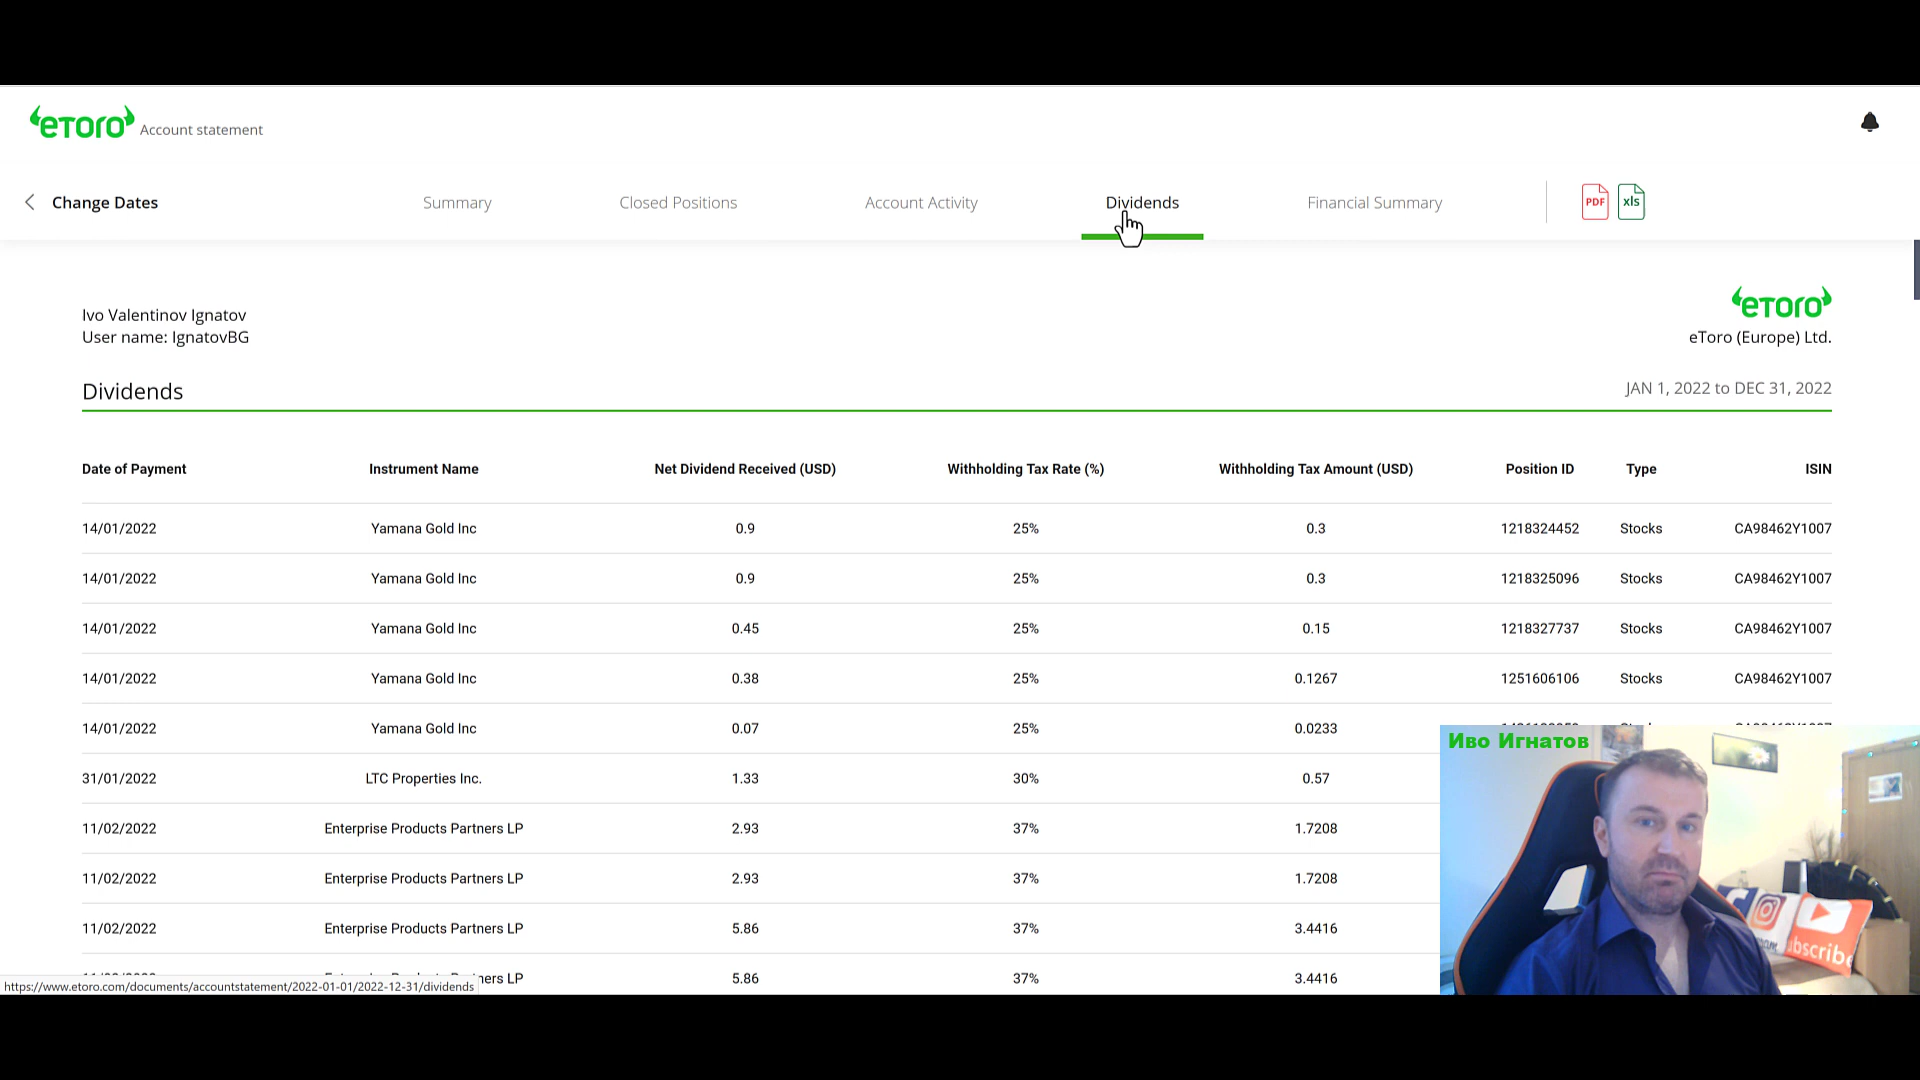 eToro Account statement
Change Dates Summary Closed Positions Account Activity Dividends Financial Summary PDF xls
Ivo Valentinov Ignatov
User name: IgnatovBG
eToro
eToro (Europe) Ltd.
Dividends JAN 1, 2022 to DEC 31, 2022
Date of Payment Instrument Name Net Dividend Received (USD) Withholding Tax Rate (%) Withholding Tax Amount (USD) Position ID Type ISIN
14/01/2022 Yamana Gold Inc 0.9 25% 0.3 1218324452 Stocks CA98462Y1007
14/01/2022 Yamana Gold Inc 0.9 25% 0.3 1218325096 Stocks CA98462Y1007
14/01/2022 Yamana Gold Inc 0.45 25% 0.15 1218327737 Stocks CA98462Y1007
14/01/2022 Yamana Gold Inc 0.38 25% 0.1267 1251606106 Stocks CA98462Y1007
14/01/2022 Yamana Gold Inc 0.07 25% 0.0233
31/01/2022 LTC Properties Inc. 1.33 30% 0.57
11/02/2022 Enterprise Products Partners LP 2.93 37% 1.7208
11/02/2022 Enterprise Products Partners LP 2.93 37% 1.7208
11/02/2022 Enterprise Products Partners LP 5.86 37% 3.4416
LP 5.86 37% 3.4416
https://www.etoro.com/documents/accountstatement/2022-01-01/2022-12-31/dividends
Иво Игнатов